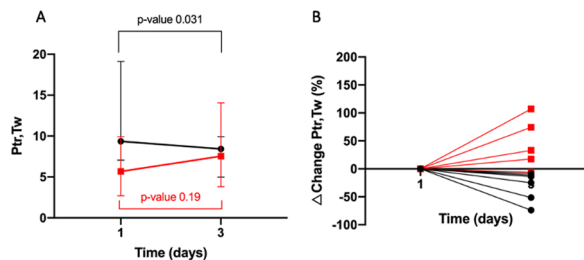 A
p-value 0.031
20
15
10
5
0
Ptr,Tw
p-value 0.19
1
3
Time (days)
B
200
150
100
50
0
-50
-100
△Change Ptr,Tw (%)
1
Time (days)